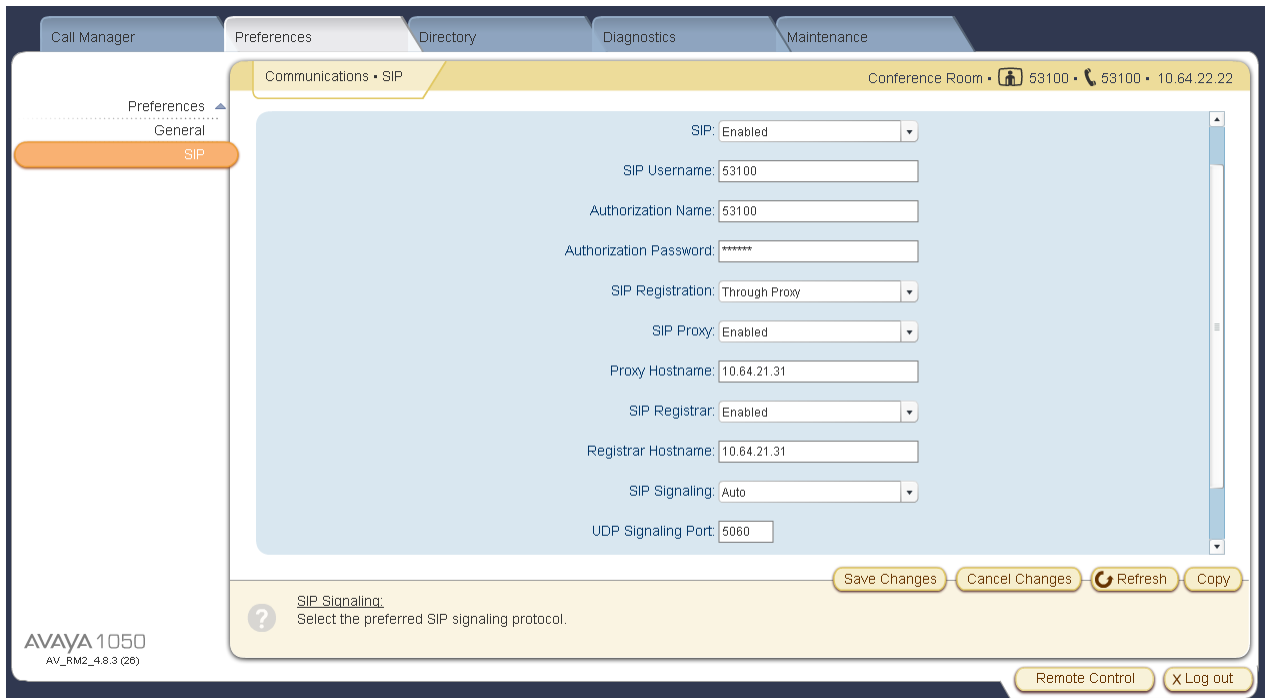 Call Manager
Preferences
Directory
Diagnostics
Maintenance
Communications • SIP
Conference Room • 53100 • 53100 • 10.64.22.22
Preferences
General
SIP
SIP: Enabled
SIP Username: 53100
Authorization Name: 53100
Authorization Password: ******
SIP Registration: Through Proxy
SIP Proxy: Enabled
Proxy Hostname: 10.64.21.31
SIP Registrar: Enabled
Registrar Hostname: 10.64.21.31
SIP Signaling: Auto
UDP Signaling Port: 5060
Save Changes
Cancel Changes
Refresh
Copy
?
SIP Signaling:
Select the preferred SIP signaling protocol.
AVAYA 1050
AV_RM2_4.8.3 (26)
Remote Control
X Log out